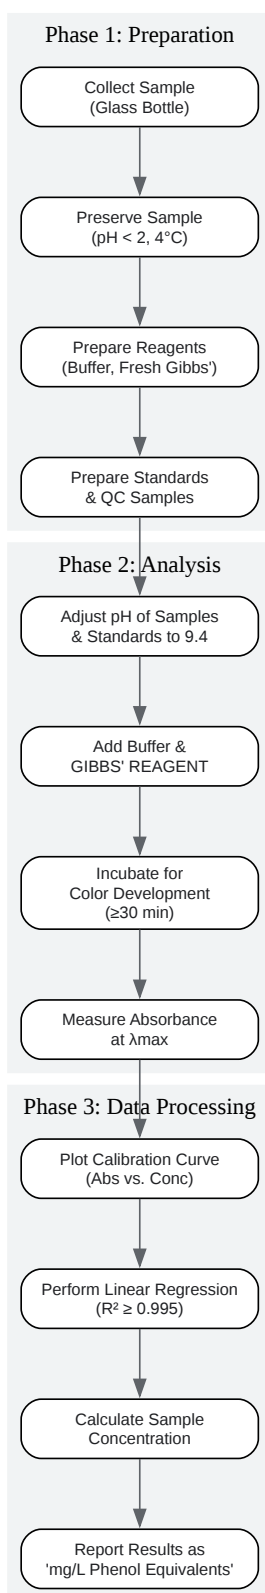 Phase 1: Preparation
Collect Sample
(Glass Bottle)
Preserve Sample
(pH < 2, 4°C)
Prepare Reagents
(Buffer, Fresh Gibbs')
Prepare Standards
& QC Samples
Phase 2: Analysis
Adjust pH of Samples
& Standards to 9.4
Add Buffer &
GIBBS' REAGENT
Incubate for
Color Development
(≥30 min)
Measure Absorbance
at λmax
Phase 3: Data Processing
Plot Calibration Curve
(Abs vs. Conc)
Perform Linear Regression
(R² ≥ 0.995)
Calculate Sample
Concentration
Report Results as
'mg/L Phenol Equivalents'